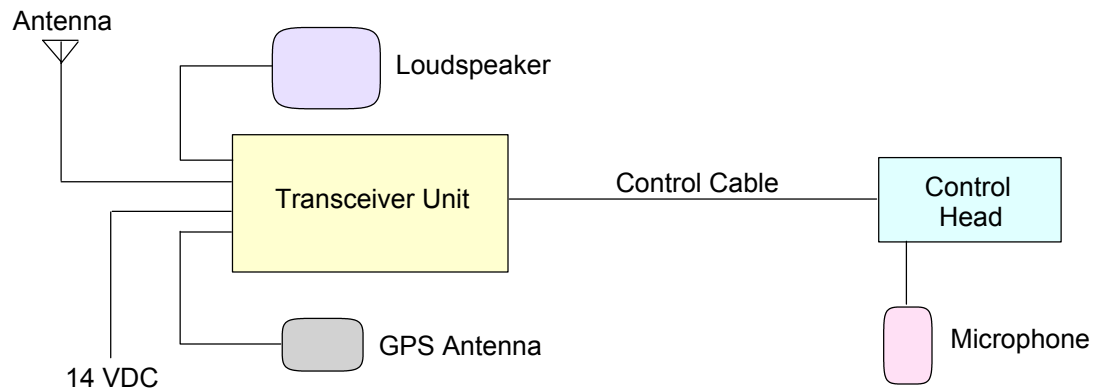 Antenna
Loudspeaker
Transceiver Unit
Control Cable
Control
Head
Microphone
GPS Antenna
14 VDC